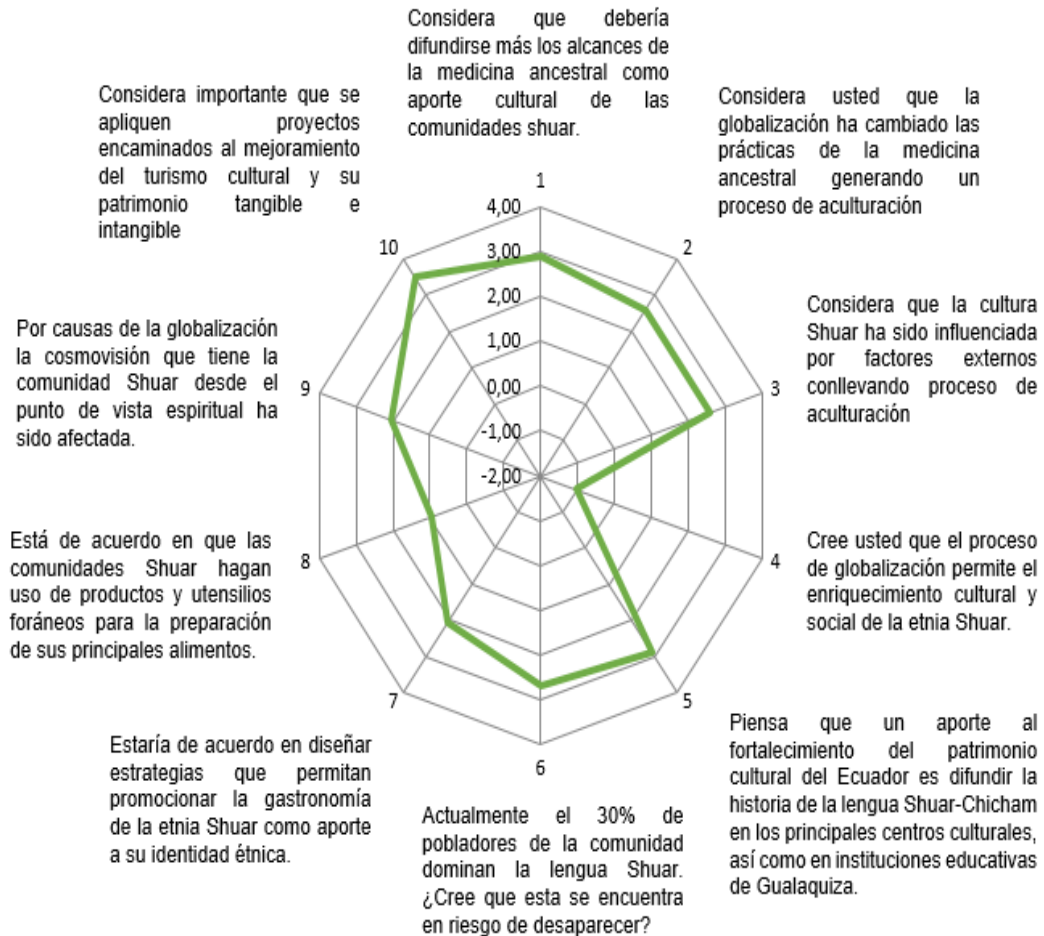 Considera que debería
difundirse más los alcances de
la medicina ancestral como
aporte cultural de las
comunidades shuar.
Considera importante que se
apliquen proyectos
encaminados al mejoramiento
del turismo cultural y su
patrimonio tangible e
intangible
Considera usted que la
globalización ha cambiado las
prácticas de la medicina
ancestral generando un
proceso de aculturación
1
4,00
10
3,00
2
2,00
1,00
0,00
-1,00
-2,00
Por causas de la globalización
la cosmovisión que tiene la
comunidad Shuar desde el
punto de vista espiritual ha
sido afectada.
9
3
Considera que la cultura
Shuar ha sido influenciada
por factores externos
conllevando proceso de
aculturación
Está de acuerdo en que las
comunidades Shuar hagan
uso de productos y utensilios
foráneos para la preparación
de sus principales alimentos.
8
4
Cree usted que el proceso
de globalización permite el
enriquecimiento cultural y
social de la etnia Shuar.
7
5
6
Estaría de acuerdo en diseñar
estrategias que permitan
promocionar la gastronomía
de la etnia Shuar como aporte
a su identidad étnica.
Actualmente el 30% de
pobladores de la comunidad
dominan la lengua Shuar.
¿Cree que esta se encuentra
en riesgo de desaparecer?
Piensa que un aporte al
fortalecimiento del patrimonio
cultural del Ecuador es difundir la
historia de la lengua Shuar-Chicham
en los principales centros culturales,
así como en instituciones educativas
de Gualaquiza.